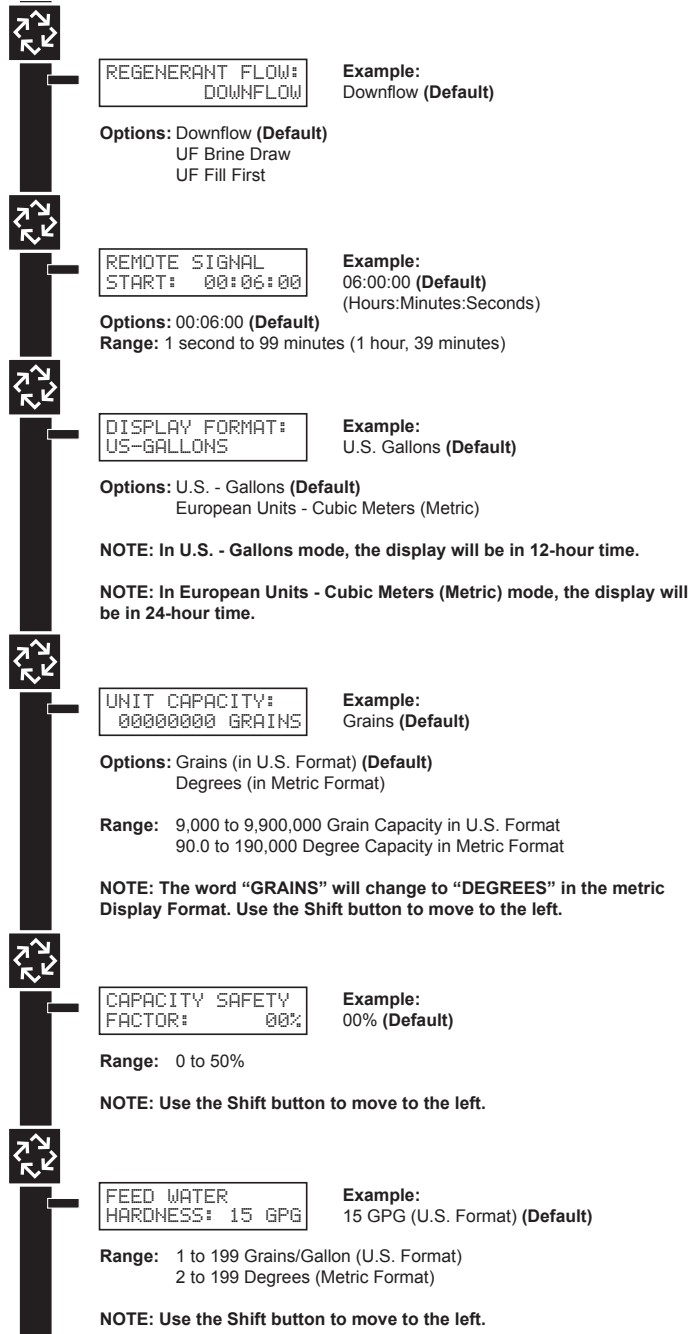 REGENERANT FLOW:
DOWNFLOW
Example:
Downflow (Default)
Options: Downflow (Default)
UF Brine Draw
UF Fill First
REMOTE SIGNAL
START: 00:06:00
Example:
06:00:00 (Default)
(Hours:Minutes:Seconds)
Options: 00:06:00 (Default)
Range: 1 second to 99 minutes (1 hour, 39 minutes)
DISPLAY FORMAT:
US-GALLONS
Example:
U.S. Gallons (Default)
Options: U.S. - Gallons (Default)
European Units - Cubic Meters (Metric)
NOTE: In U.S. - Gallons mode, the display will be in 12-hour time.
NOTE: In European Units - Cubic Meters (Metric) mode, the display will
be in 24-hour time.
UNIT CAPACITY:
00000000 GRAINS
Example:
Grains (Default)
Options: Grains (in U.S. Format) (Default)
Degrees (in Metric Format)
Range: 9,000 to 9,900,000 Grain Capacity in U.S. Format
90.0 to 190,000 Degree Capacity in Metric Format
NOTE: The word “GRAINS” will change to “DEGREES” in the metric
Display Format. Use the Shift button to move to the left.
CAPACITY SAFETY
FACTOR: 00%
Example:
00% (Default)
Range: 0 to 50%
NOTE: Use the Shift button to move to the left.
FEED WATER
HARDNESS: 15 GPG
Example:
15 GPG (U.S. Format) (Default)
Range: 1 to 199 Grains/Gallon (U.S. Format)
2 to 199 Degrees (Metric Format)
NOTE: Use the Shift button to move to the left.